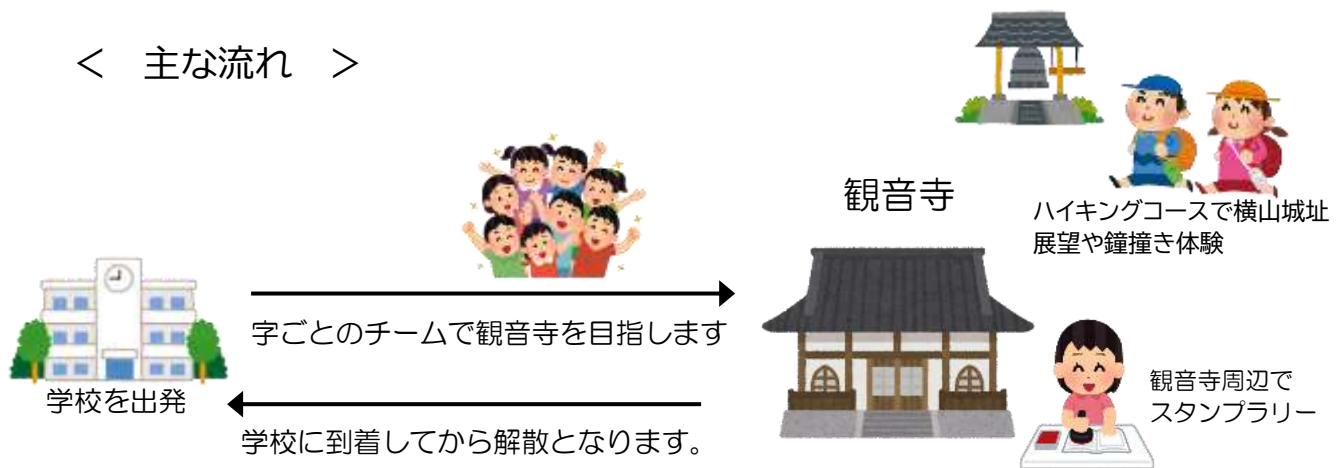 ＜　主な流れ　＞
観音寺
ハイキングコースで横山城址
展望や鐘撞き体験
字ごとのチームで観音寺を目指します
学校を出発
学校に到着してから解散となります。
観音寺周辺で
スタンプラリー